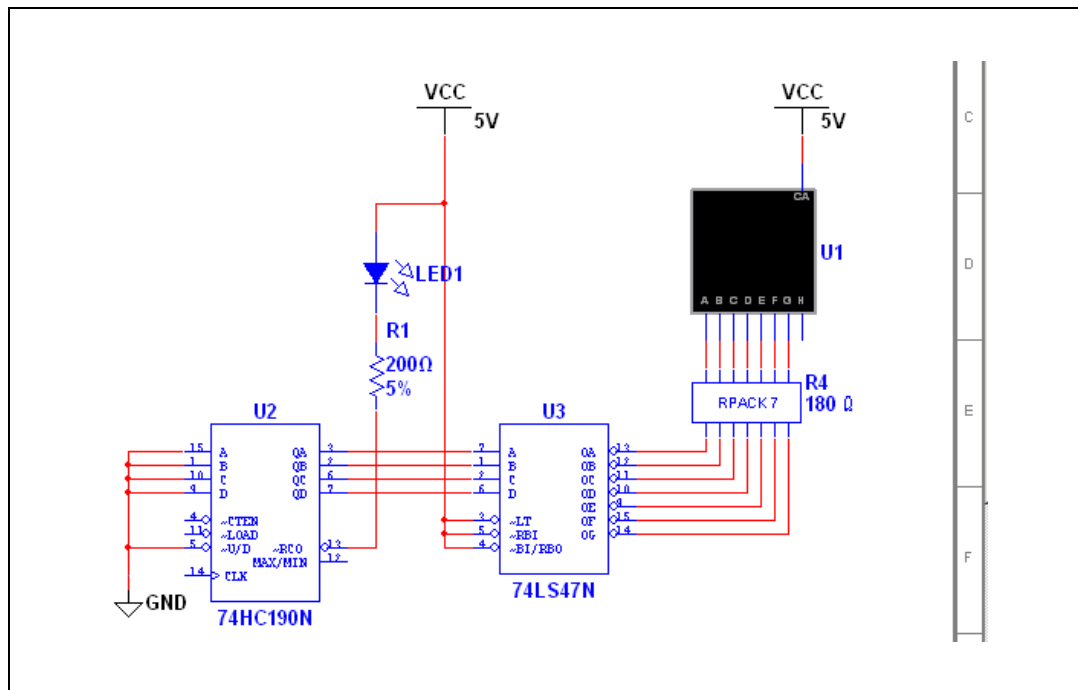 VCC
5V
VCC
5V
C
CA
U1
D
LED1
A B C D E F G H
R1
200Ω
5%
R4
RPACK 7
180 Ω
E
U2
U3
15 A QA 3
1 B QB 2
10 C QC 6
9 D QD 7
4 ~CTEN
11 ~LOAD
5 ~U/D ~RCO 13
MAX/MIN 12
14 CLK
7 A OA 13
1 B OB 12
2 C OC 11
6 D OD 10
OE 9
3 ~LT OF 15
5 ~RBI OG 14
4 ~BI/RBO
F
74LS47N
GND
74HC190N